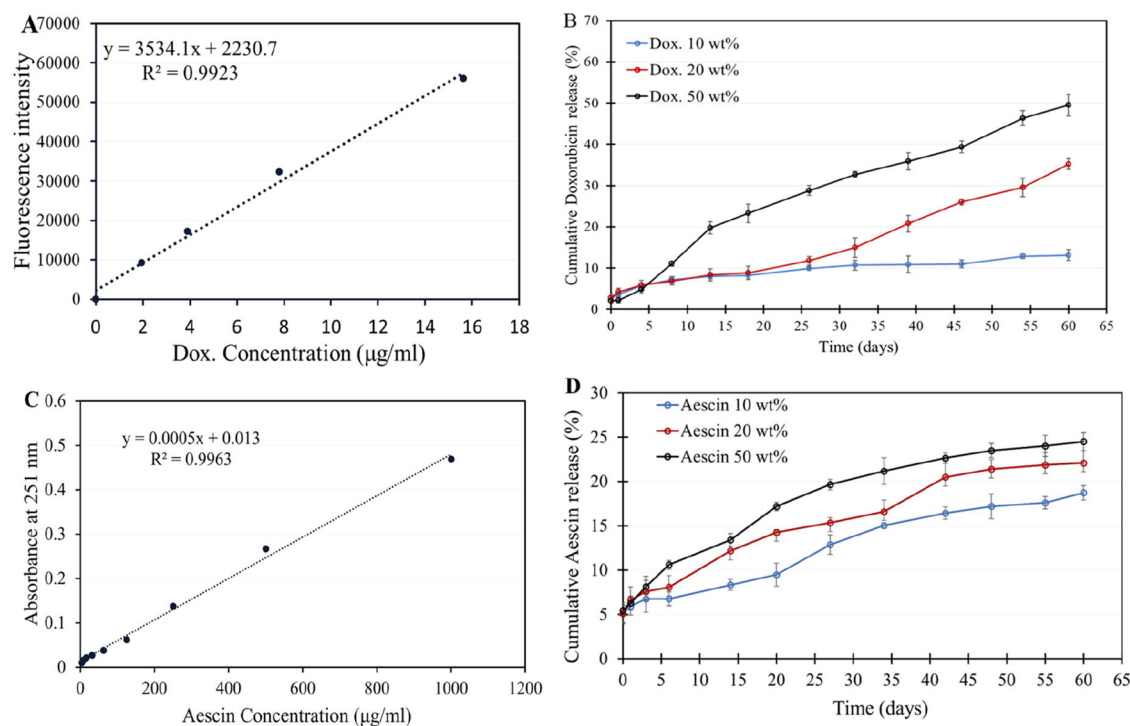 A
y = 3534.1x + 2230.7
R² = 0.9923
Fluorescence intensity
70000
60000
50000
40000
30000
20000
10000
0
0 2 4 6 8 10 12 14 16 18
Dox. Concentration (µg/ml)
B
Dox. 10 wt%
Dox. 20 wt%
Dox. 50 wt%
Cumulative Doxorubicin release (%)
70
60
50
40
30
20
10
0
0 5 10 15 20 25 30 35 40 45 50 55 60 65
Time (days)
C
y = 0.0005x + 0.013
R² = 0.9963
Absorbance at 251 nm
0.6
0.5
0.4
0.3
0.2
0.1
0
0 200 400 600 800 1000 1200
Aescin Concentration (µg/ml)
D
Aescin 10 wt%
Aescin 20 wt%
Aescin 50 wt%
Cumulative Aescin release (%)
30
25
20
15
10
5
0
0 5 10 15 20 25 30 35 40 45 50 55 60 65
Time (days)